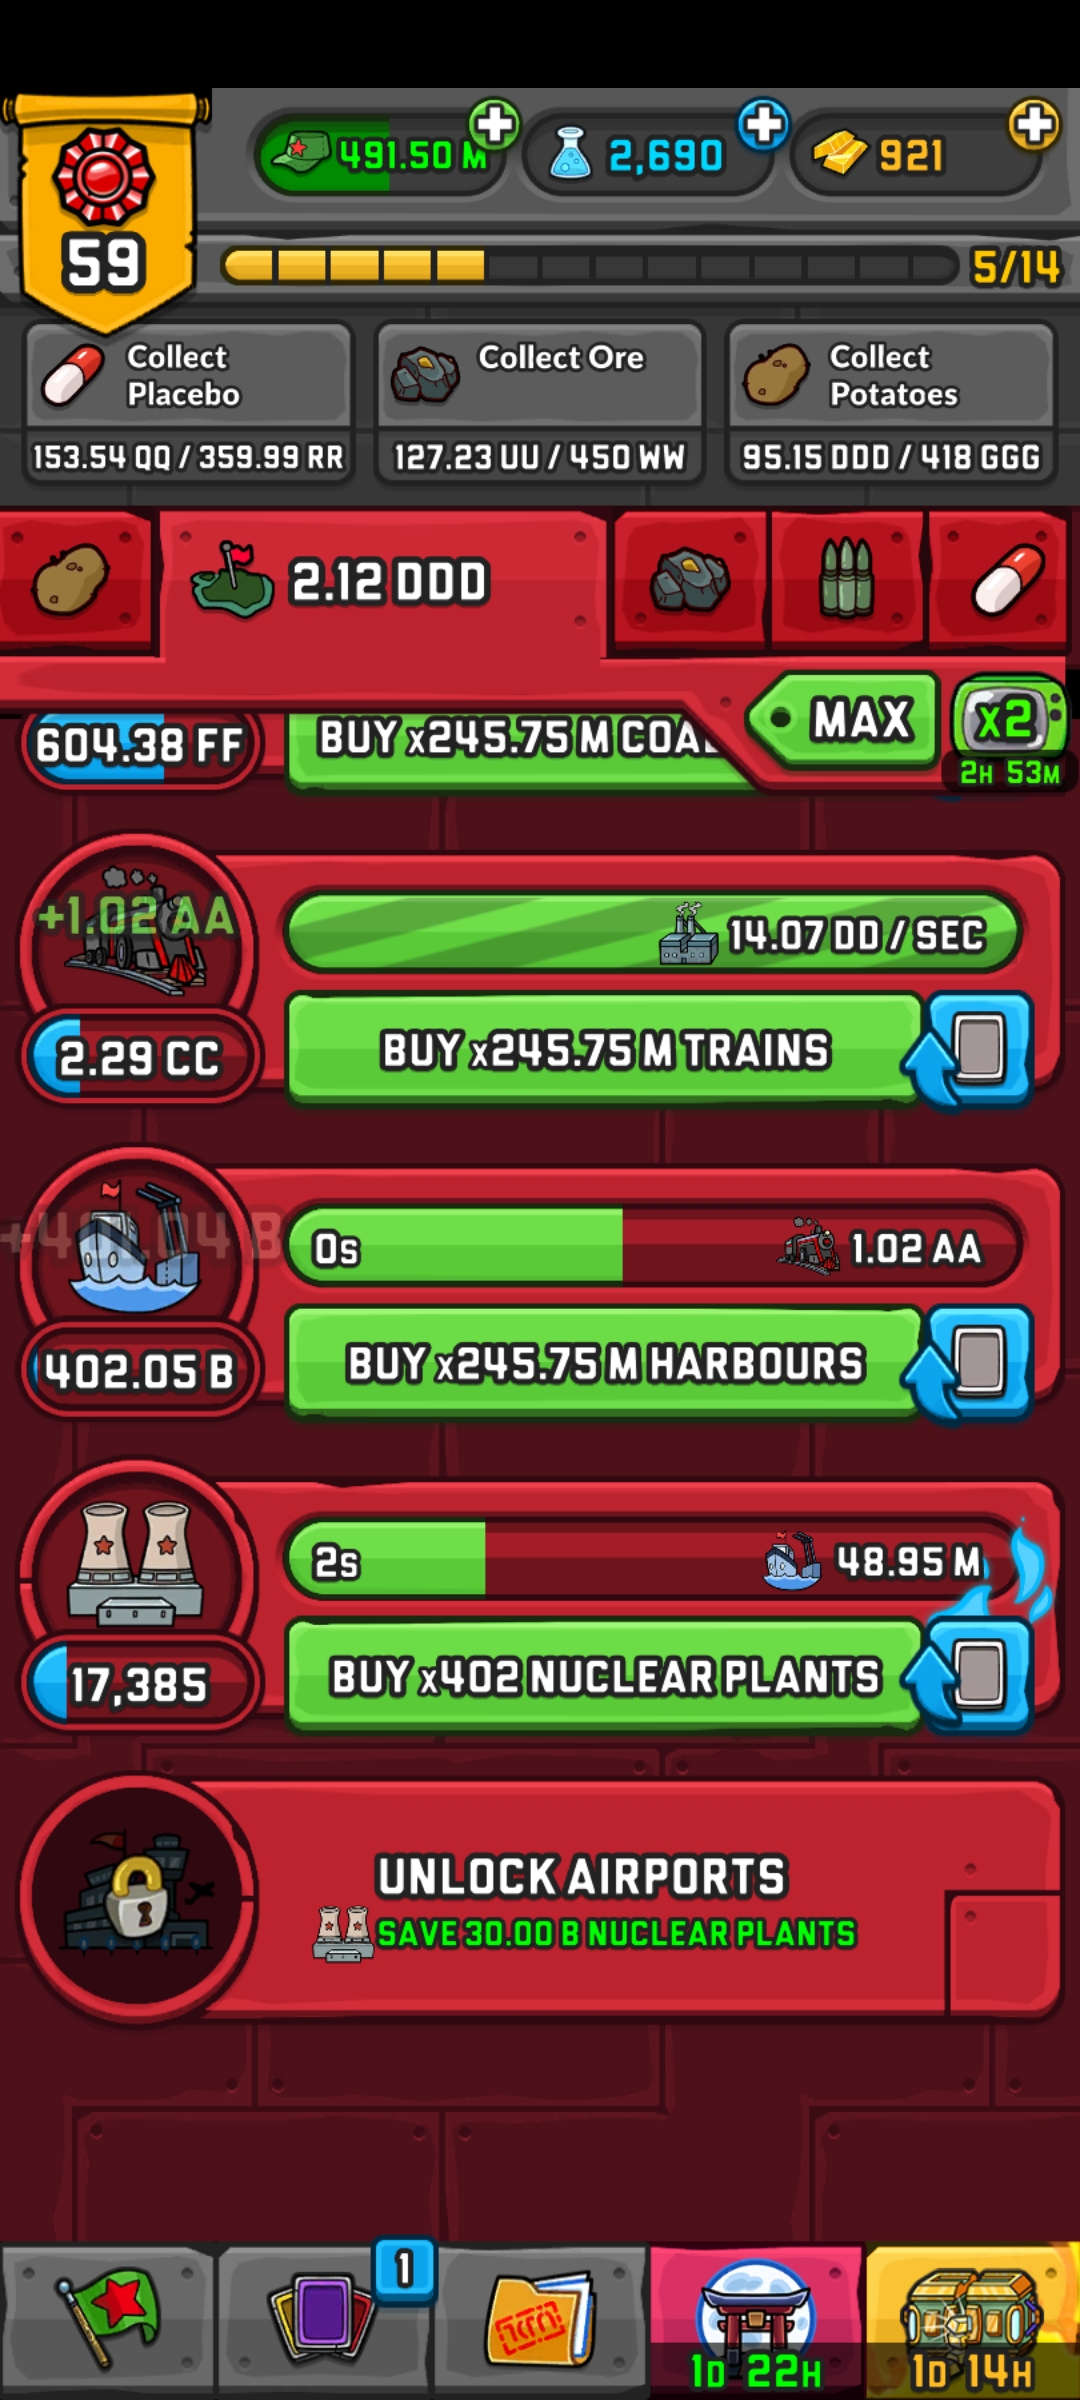 491.50 M
2,690
921
59
5/14
Collect Placebo
153.54 QQ / 359.99 RR
Collect Ore
127.23 UU / 450 WW
Collect Potatoes
95.15 DDD / 418 GGG
2.12 DDD
MAX
x2
2H 53M
604.38 FF
BUY x245.75 M
+1.02 AA
14.07 DD / SEC
2.29 CC
BUY x245.75 M TRAINS
0s
1.02 AA
402.05 B
BUY x245.75 M HARBOURS
2s
48.95 M
17,385
BUY x402 NUCLEAR PLANTS
UNLOCK AIRPORTS
SAVE 30.00 B NUCLEAR PLANTS
1
1D 22H
1D 14H